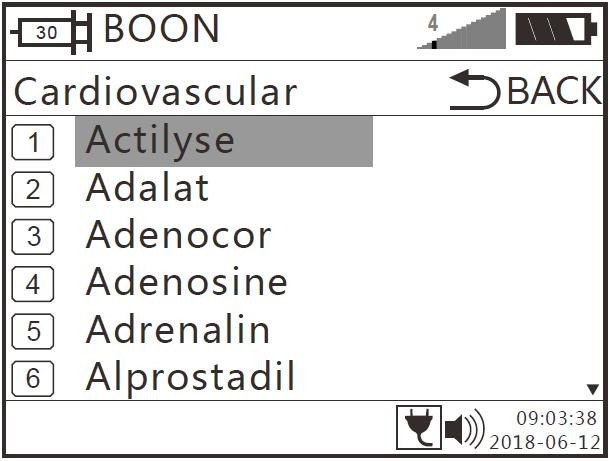 30 BOON 4
Cardiovascular BACK
1 Actilyse
2 Adalat
3 Adenocor
4 Adenosine
5 Adrenalin
6 Alprostadil
09:03:38
2018-06-12